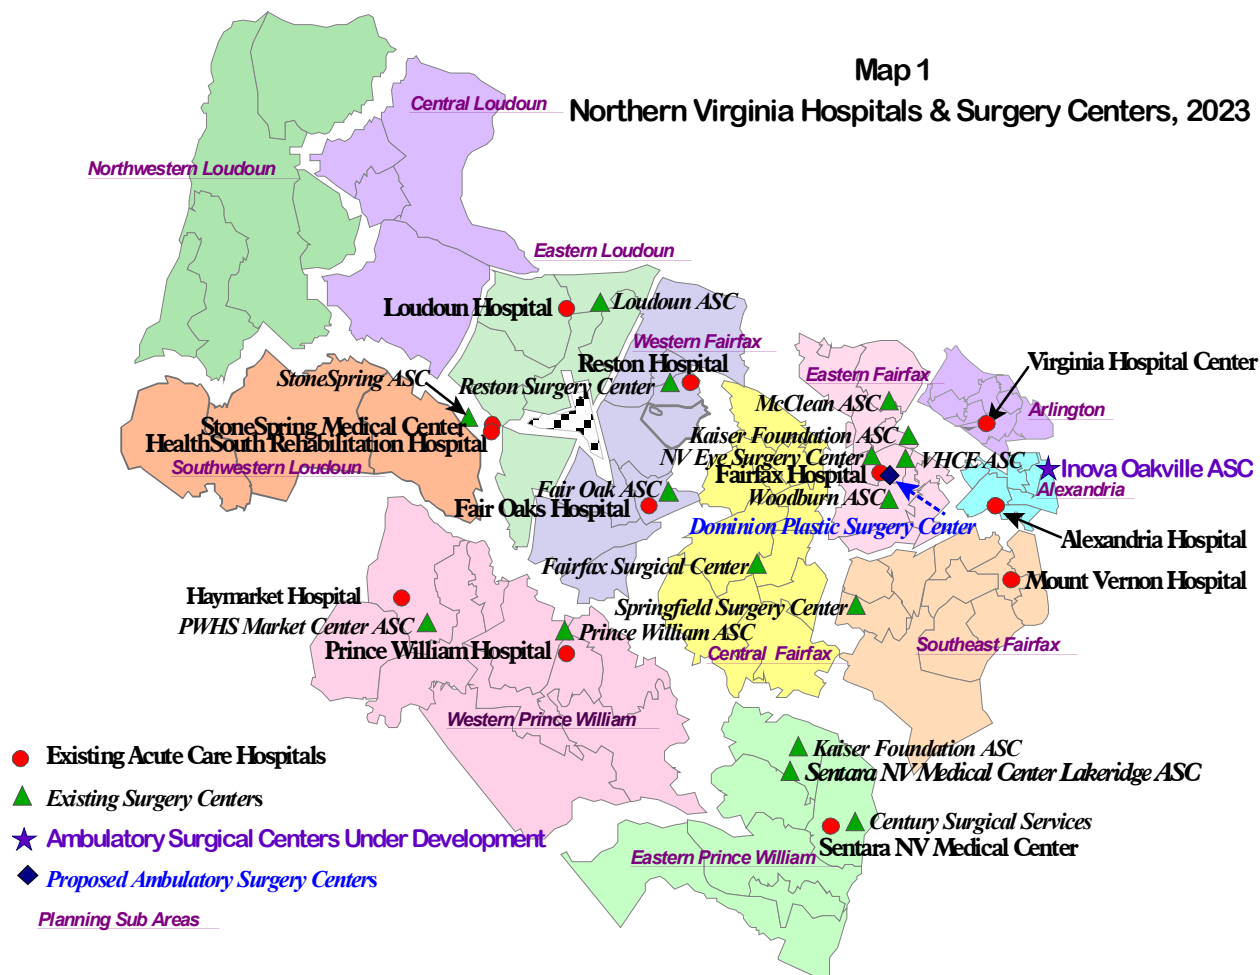 Map 1
Northern Virginia Hospitals & Surgery Centers, 2023
Central Loudoun
Northwestern Loudoun
Eastern Loudoun
Loudoun Hospital
Loudoun ASC
Western Fairfax
Reston Hospital
Reston Surgery Center
StoneSpring ASC
Eastern Fairfax
Virginia Hospital Center
McClean ASC
Arlington
StoneSpring Medical Center
HealthSouth Rehabilitation Hospital
Southwestern Loudoun
Kaiser Foundation ASC
NV Eye Surgery Center
VHCE ASC
Fairfax Hospital
Inova Oakville ASC
Alexandria
Fair Oak ASC
Fair Oaks Hospital
Woodburn ASC
Dominion Plastic Surgery Center
Alexandria Hospital
Fairfax Surgical Center
Mount Vernon Hospital
Haymarket Hospital
PWHS Market Center ASC
Springfield Surgery Center
Prince William ASC
Prince William Hospital
Central Fairfax
Southeast Fairfax
Western Prince William
Kaiser Foundation ASC
Sentara NV Medical Center Lakeridge ASC
Century Surgical Services
Sentara NV Medical Center
Eastern Prince William
Existing Acute Care Hospitals
Existing Surgery Centers
Ambulatory Surgical Centers Under Development
Proposed Ambulatory Surgery Centers
Planning Sub Areas